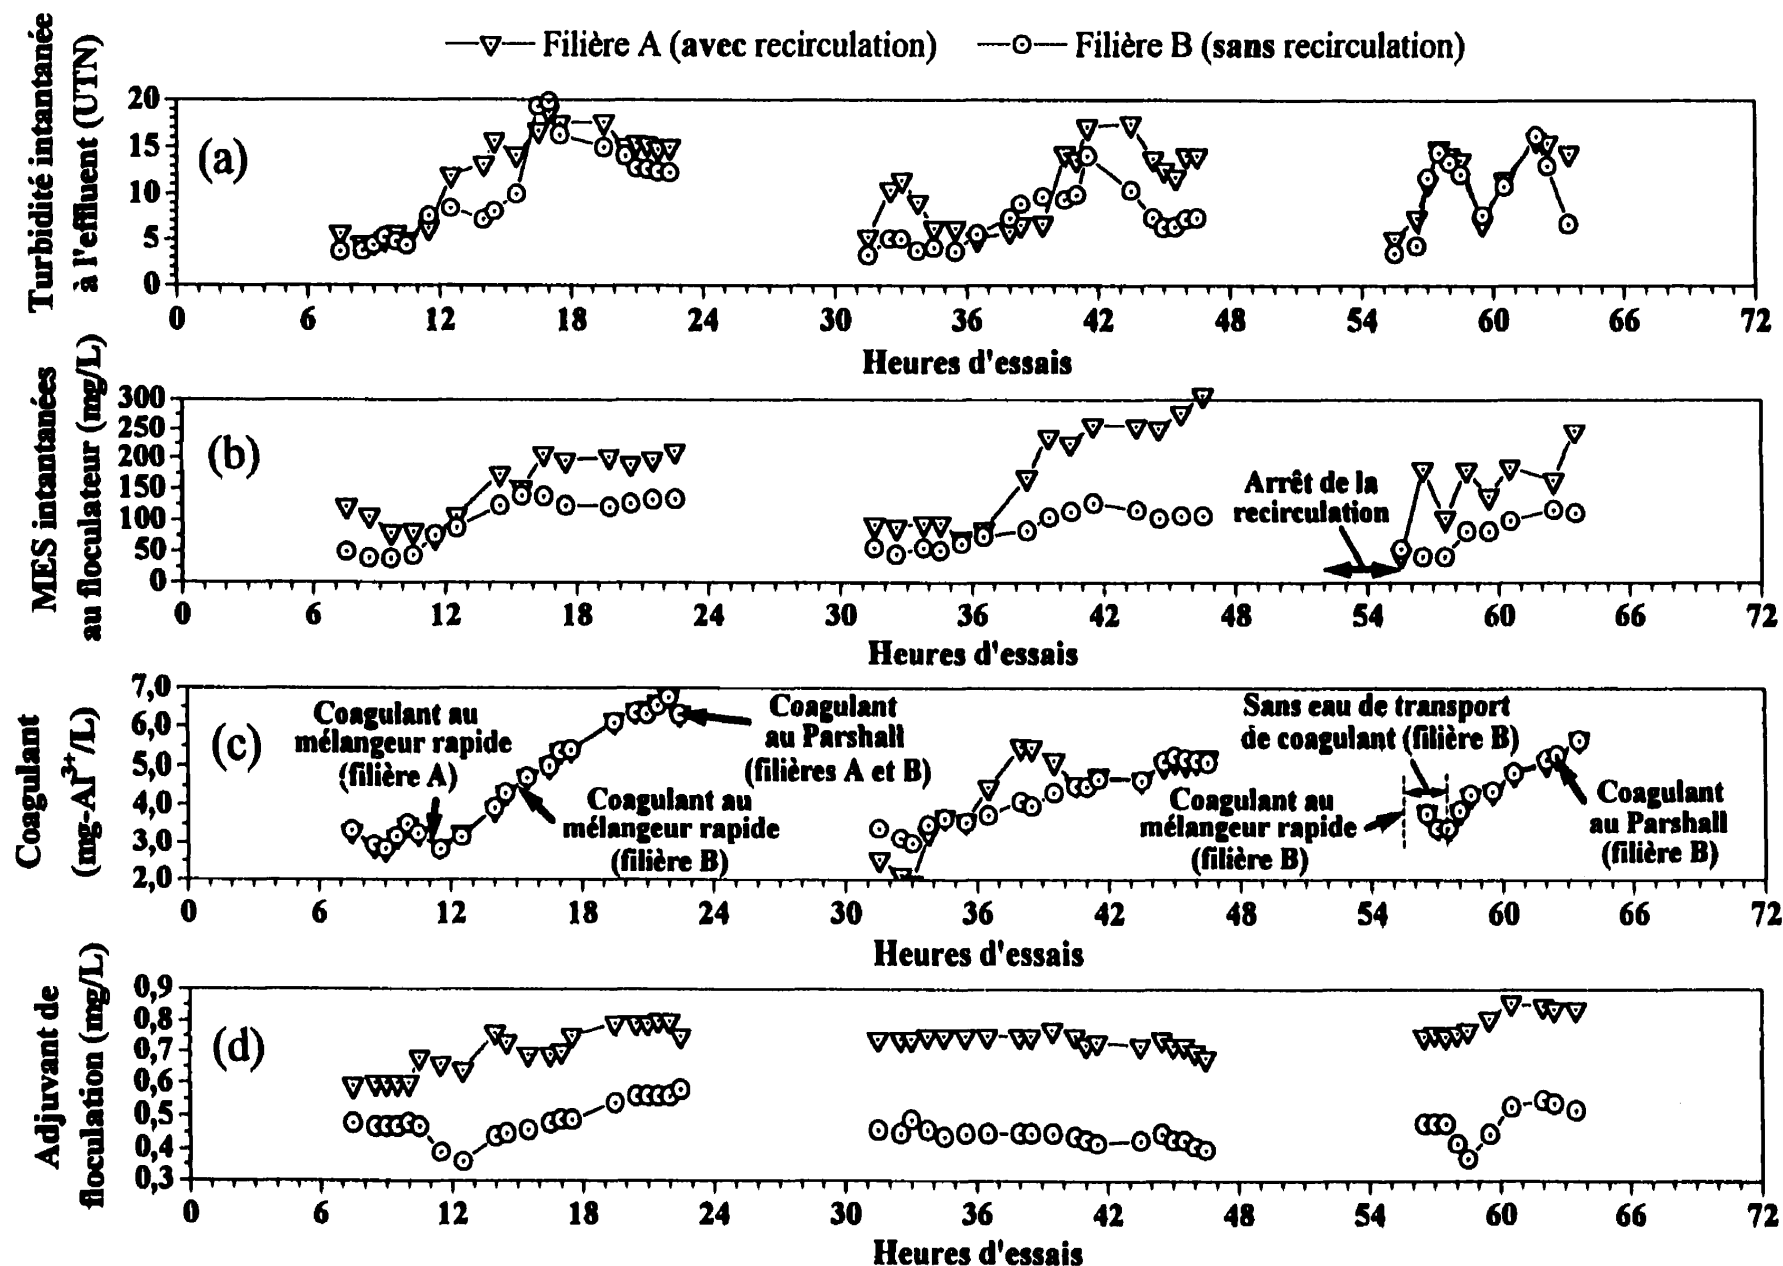 Filière A (avec recirculation) Filière B (sans recirculation)
Turbidité intantanée
à l'effluent (UTN)
20
15
10
5
0
(a)
0 6 12 18 24 30 36 42 48 54 60 66 72
Heures d'essais
MES intantanées
au floculateur (mg/L)
300
250
200
150
100
50
0
(b)
Arrêt de la
recirculation
0 6 12 18 24 30 36 42 48 54 60 66 72
Heures d'essais
Coagulant
(mg-Al³⁺/L)
7,0
6,0
5,0
4,0
3,0
2,0
(c)
Coagulant au
mélangeur rapide
(filière A)
Coagulant au
mélangeur rapide
(filière B)
Coagulant
au Parshall
(filières A et B)
Sans eau de transport
de coagulant (filière B)
Coagulant au
mélangeur rapide
(filière B)
Coagulant
au Parshall
(filière B)
0 6 12 18 24 30 36 42 48 54 60 66 72
Heures d'essais
Adjuvant de
floculation (mg/L)
0,9
0,8
0,7
0,6
0,5
0,4
0,3
(d)
0 6 12 18 24 30 36 42 48 54 60 66 72
Heures d'essais